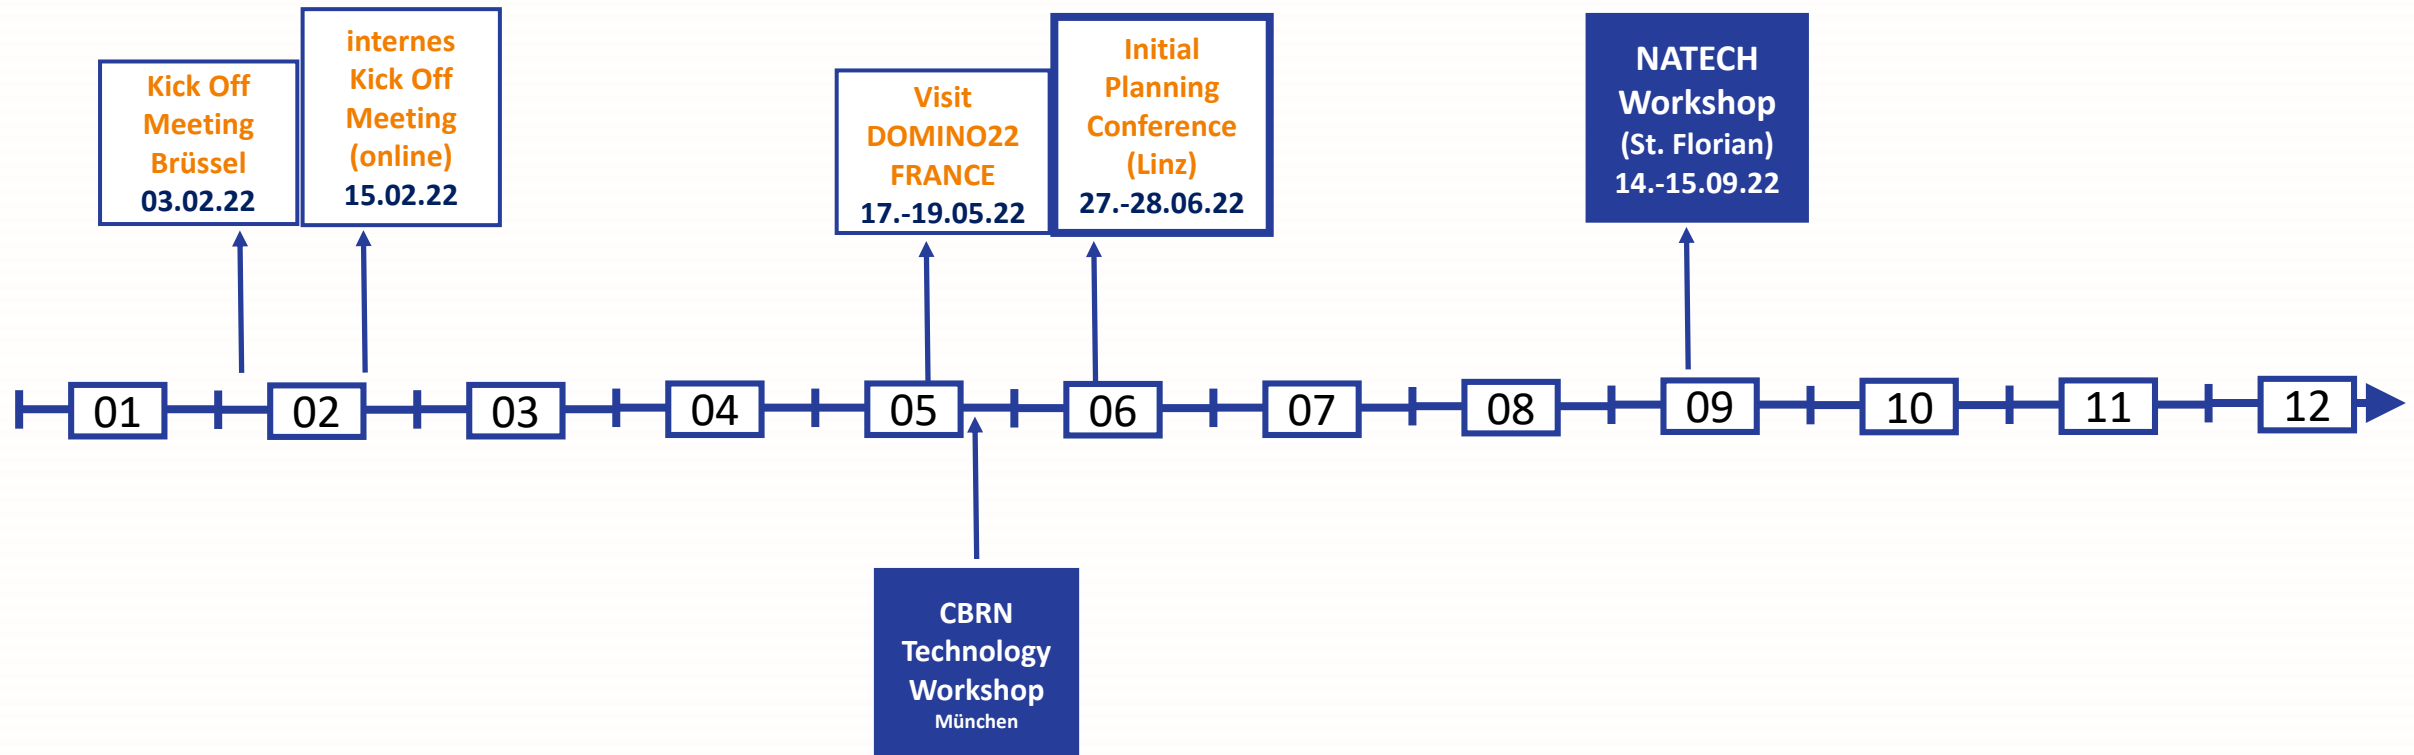 Kick Off
Meeting
Brüssel
03.02.22
internes
Kick Off
Meeting
(online)
15.02.22
Visit
DOMINO22
FRANCE
17.-19.05.22
Initial
Planning
Conference
(Linz)
27.-28.06.22
NATECH
Workshop
(St. Florian)
14.-15.09.22
01
02
03
04
05
06
07
08
09
10
11
12
CBRN
Technology
Workshop
München